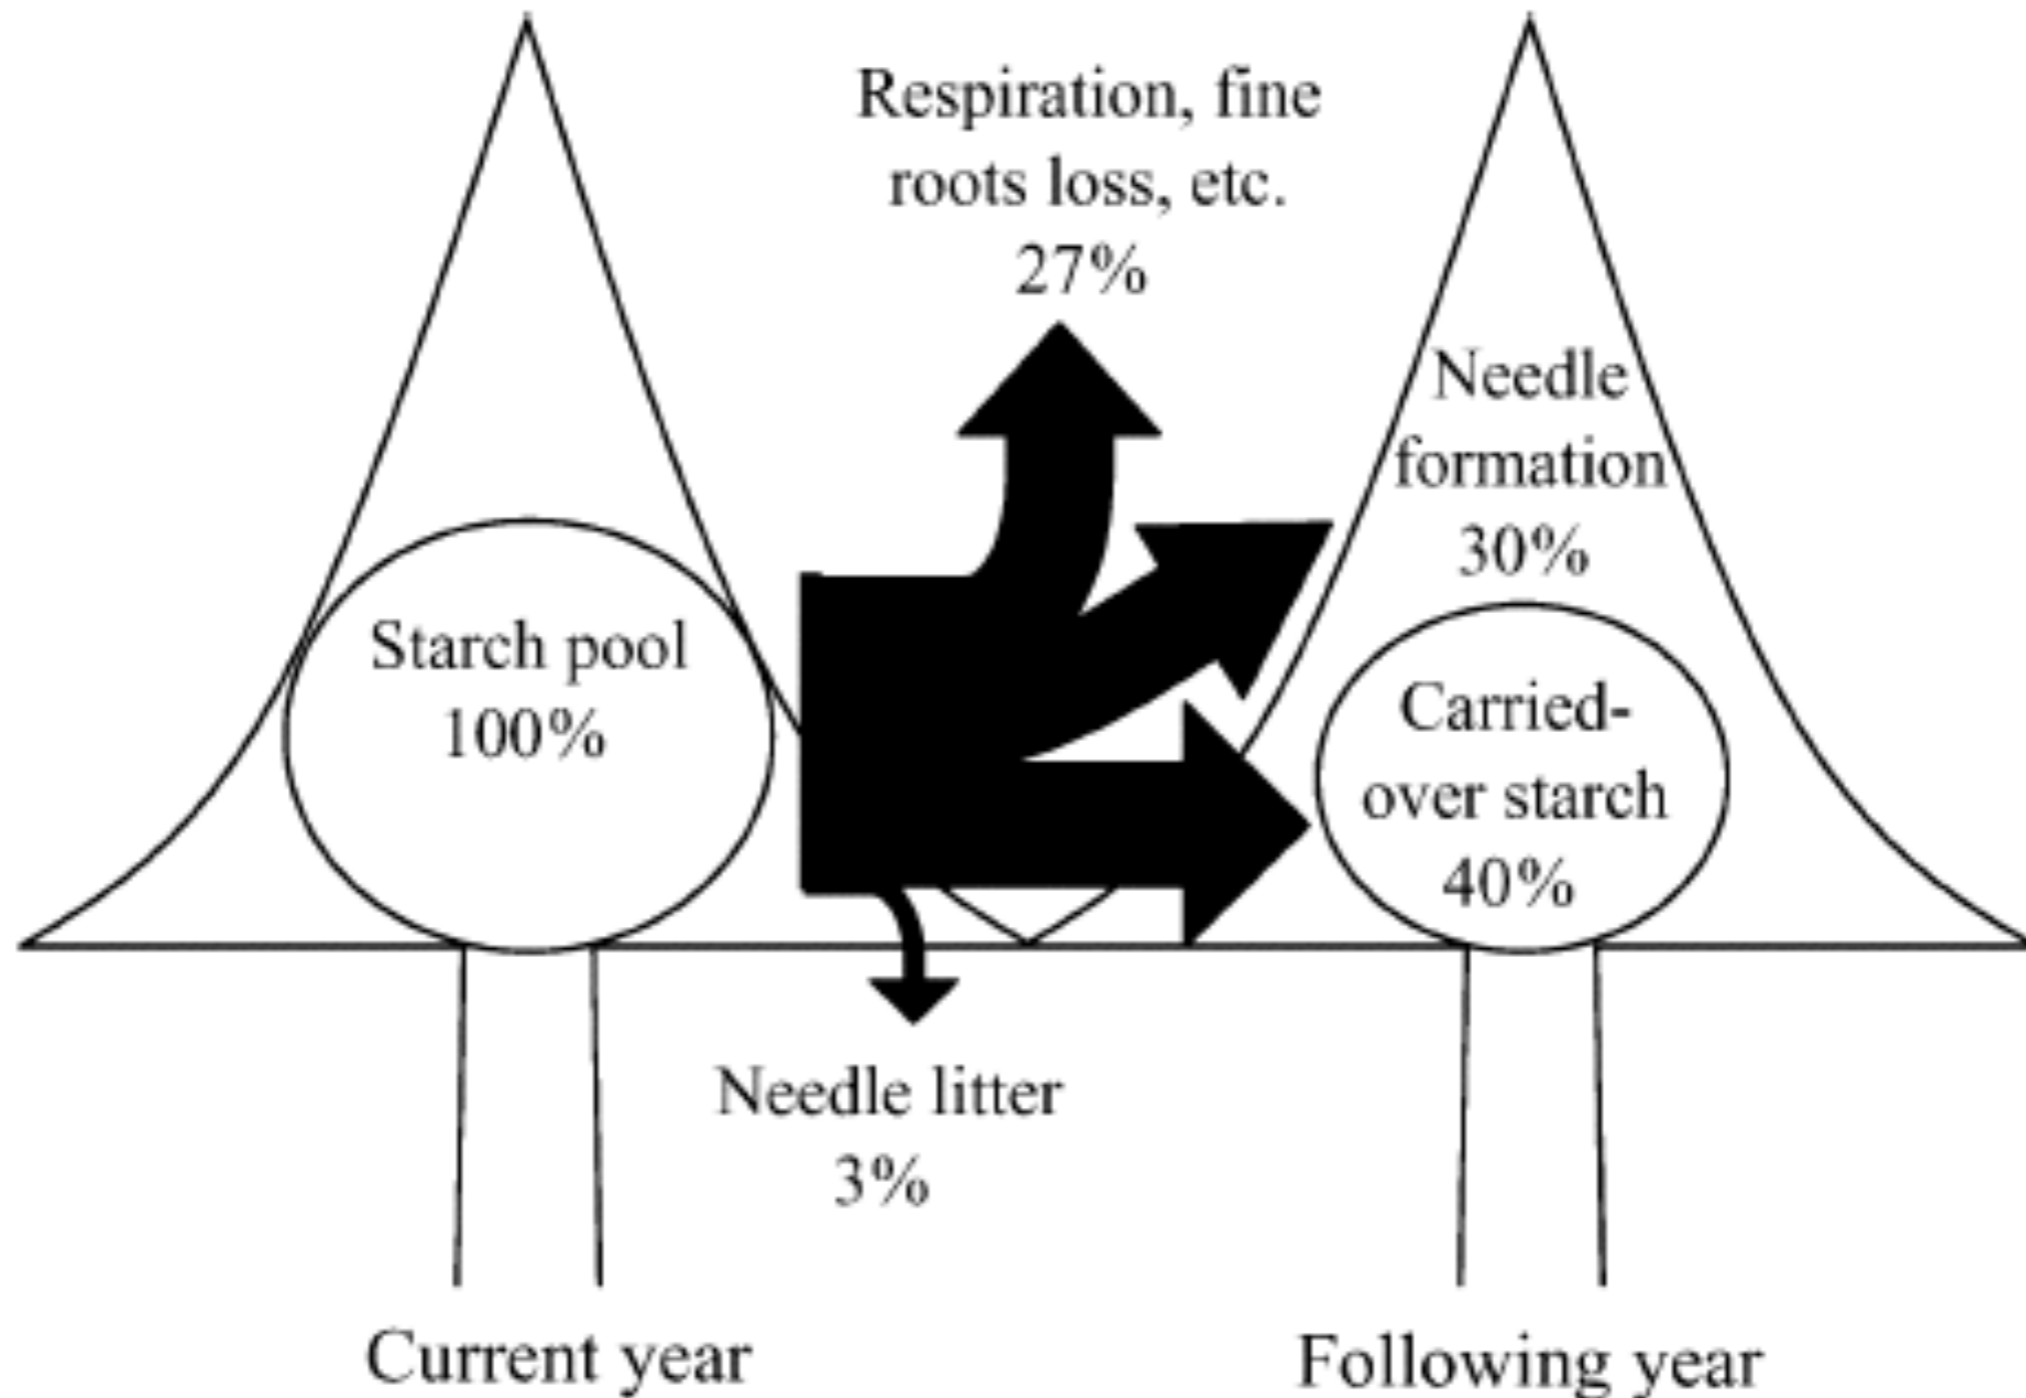 Respiration, fine
roots loss, etc.
27%
Needle
formation
30%
Starch pool
100%
Carried-
over starch
40%
Needle litter
3%
Current year
Following year